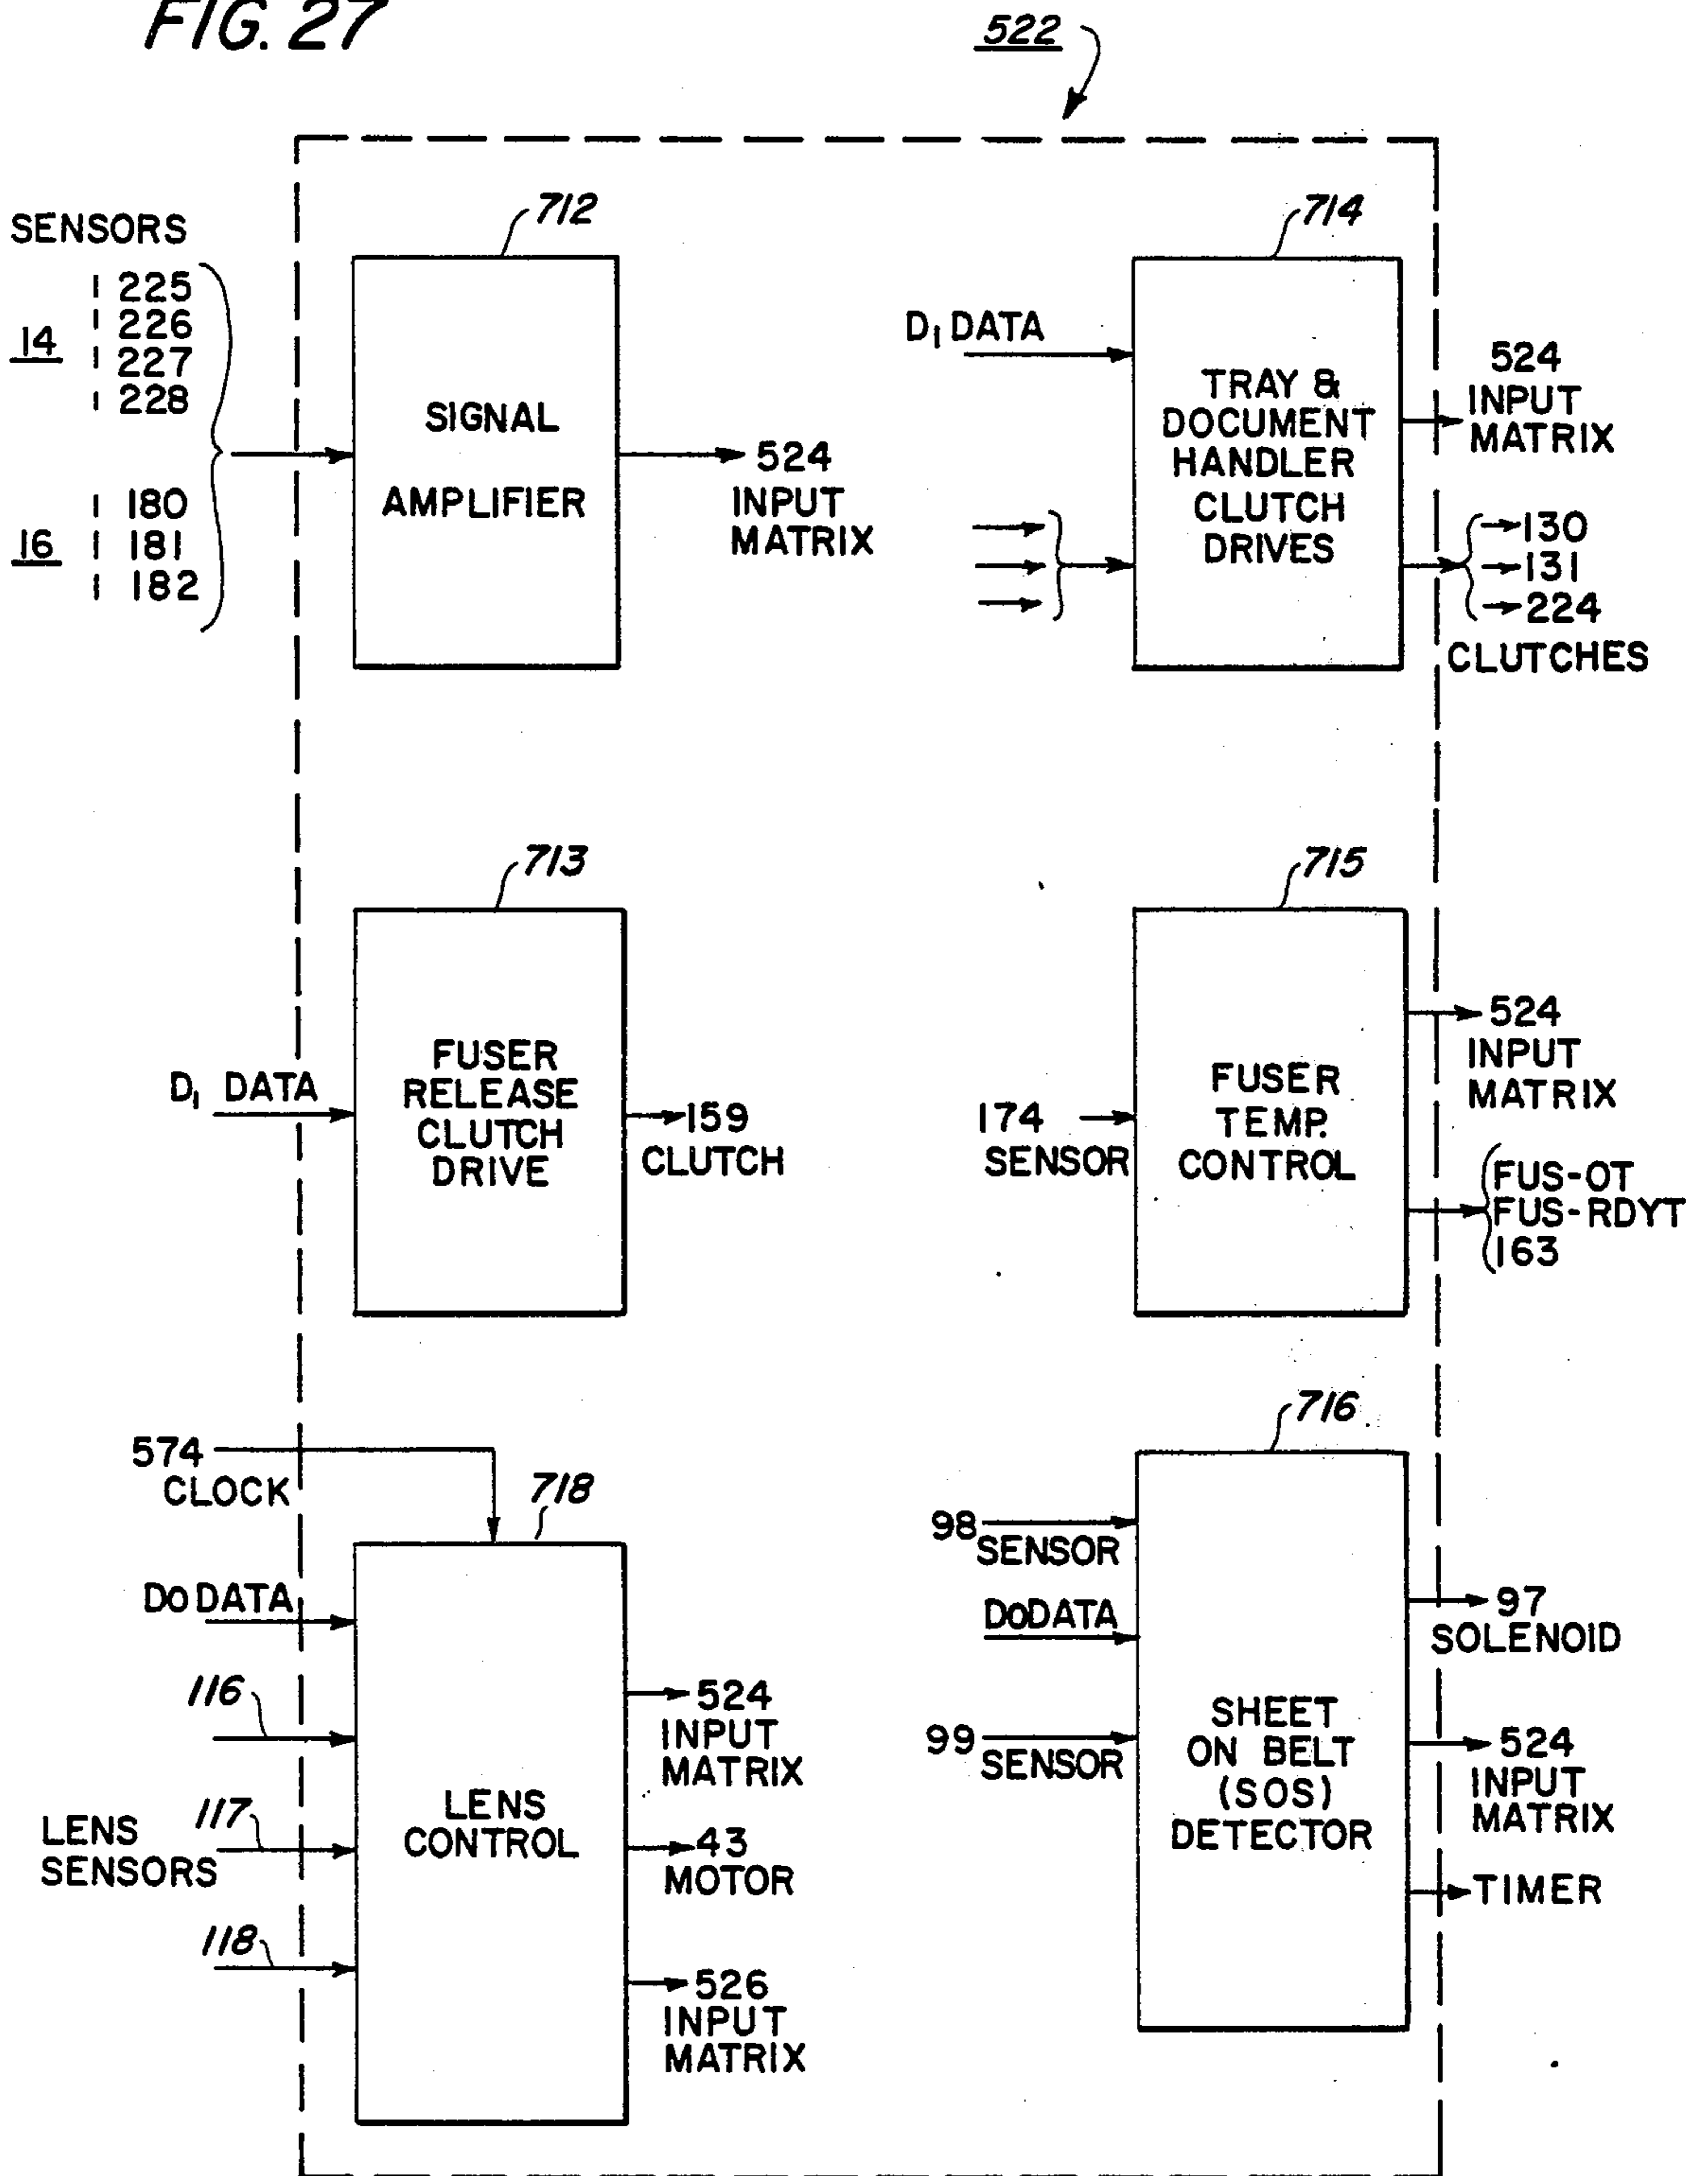 FIG. 27
522
SENSORS
14
225
226
227
228
16
180
181
182
712
SIGNAL
AMPLIFIER
524
INPUT
MATRIX
714
D1 DATA
TRAY &
DOCUMENT
HANDLER
CLUTCH
DRIVES
524
INPUT
MATRIX
130
131
224
CLUTCHES
713
D1 DATA
FUSER
RELEASE
CLUTCH
DRIVE
159
CLUTCH
715
174
SENSOR
FUSER
TEMP.
CONTROL
524
INPUT
MATRIX
FUS-OT
FUS-RDYT
163
574
CLOCK
718
DO DATA
116
LENS
SENSORS
117
118
LENS
CONTROL
524
INPUT
MATRIX
43
MOTOR
526
INPUT
MATRIX
716
98
SENSOR
DO DATA
99
SENSOR
SHEET
ON BELT
(SOS)
DETECTOR
97
SOLENOID
524
INPUT
MATRIX
TIMER